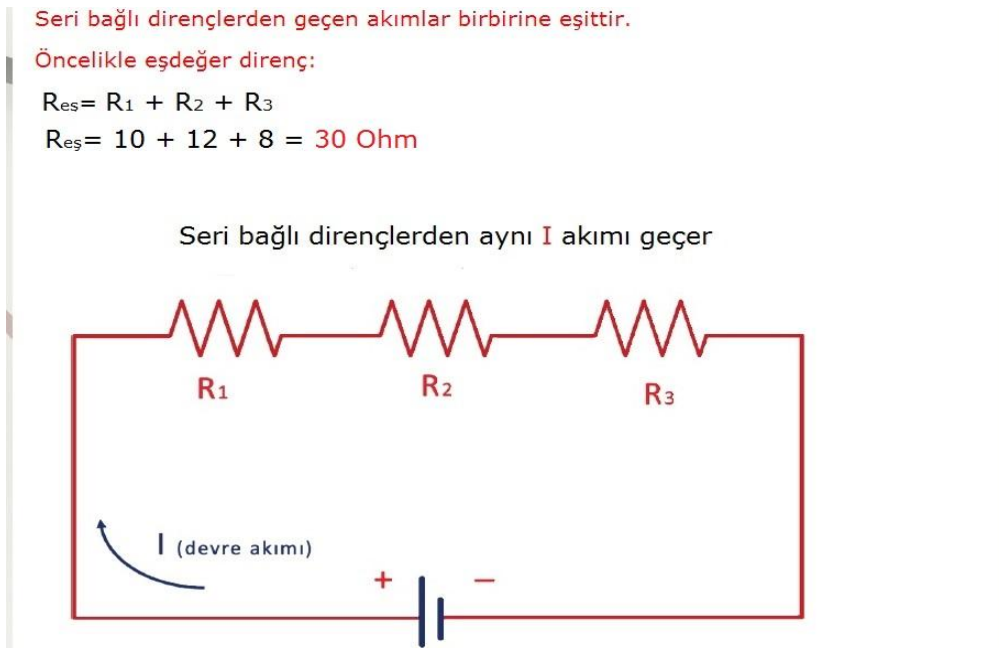 Seri bağlı dirençlerden geçen akımlar birbirine eşittir.
Öncelikle eşdeğer direnç:
Reş= R1 + R2 + R3
Reş= 10 + 12 + 8 = 30 Ohm
Seri bağlı dirençlerden aynı I akımı geçer
R1 R2 R3
I (devre akımı)
+ −